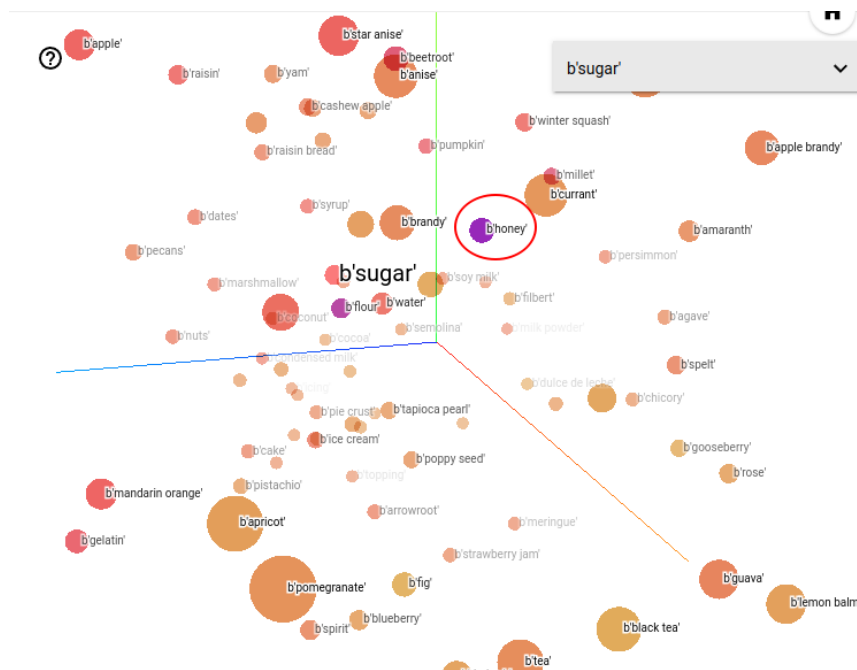 b'apple'
b'star anise'
b'beetroot'
b'anise'
b'raisin'
b'yam'
b'sugar'
b'cashew apple'
b'winter squash'
b'raisin bread'
b'pumpkin'
b'apple brandy'
b'millet'
b'currant'
b'syrup'
b'dates'
b'brandy'
b'honey'
b'amaranth'
b'pecans'
b'persimmon'
b'sugar'
b'soy milk'
b'marshmallow'
b'flour'
b'water'
b'filbert'
b'coconut'
b'agave'
b'nuts'
b'cocoa'
b'semolina'
b'milk powder'
b'condensed milk'
b'spelt'
b'icing'
b'dulce de leche'
b'chicory'
b'pie crust'
b'tapioca pearl'
b'ice cream'
b'cake'
b'gooseberry'
b'poppy seed'
b'rose'
b'topping'
b'pistachio'
b'mandarin orange'
b'arrowroot'
b'apricot'
b'meringue'
b'gelatin'
b'strawberry jam'
b'pomegranate'
b'fig'
b'guava'
b'lemon balm
b'blueberry'
b'spirit'
b'black tea'
b'tea'